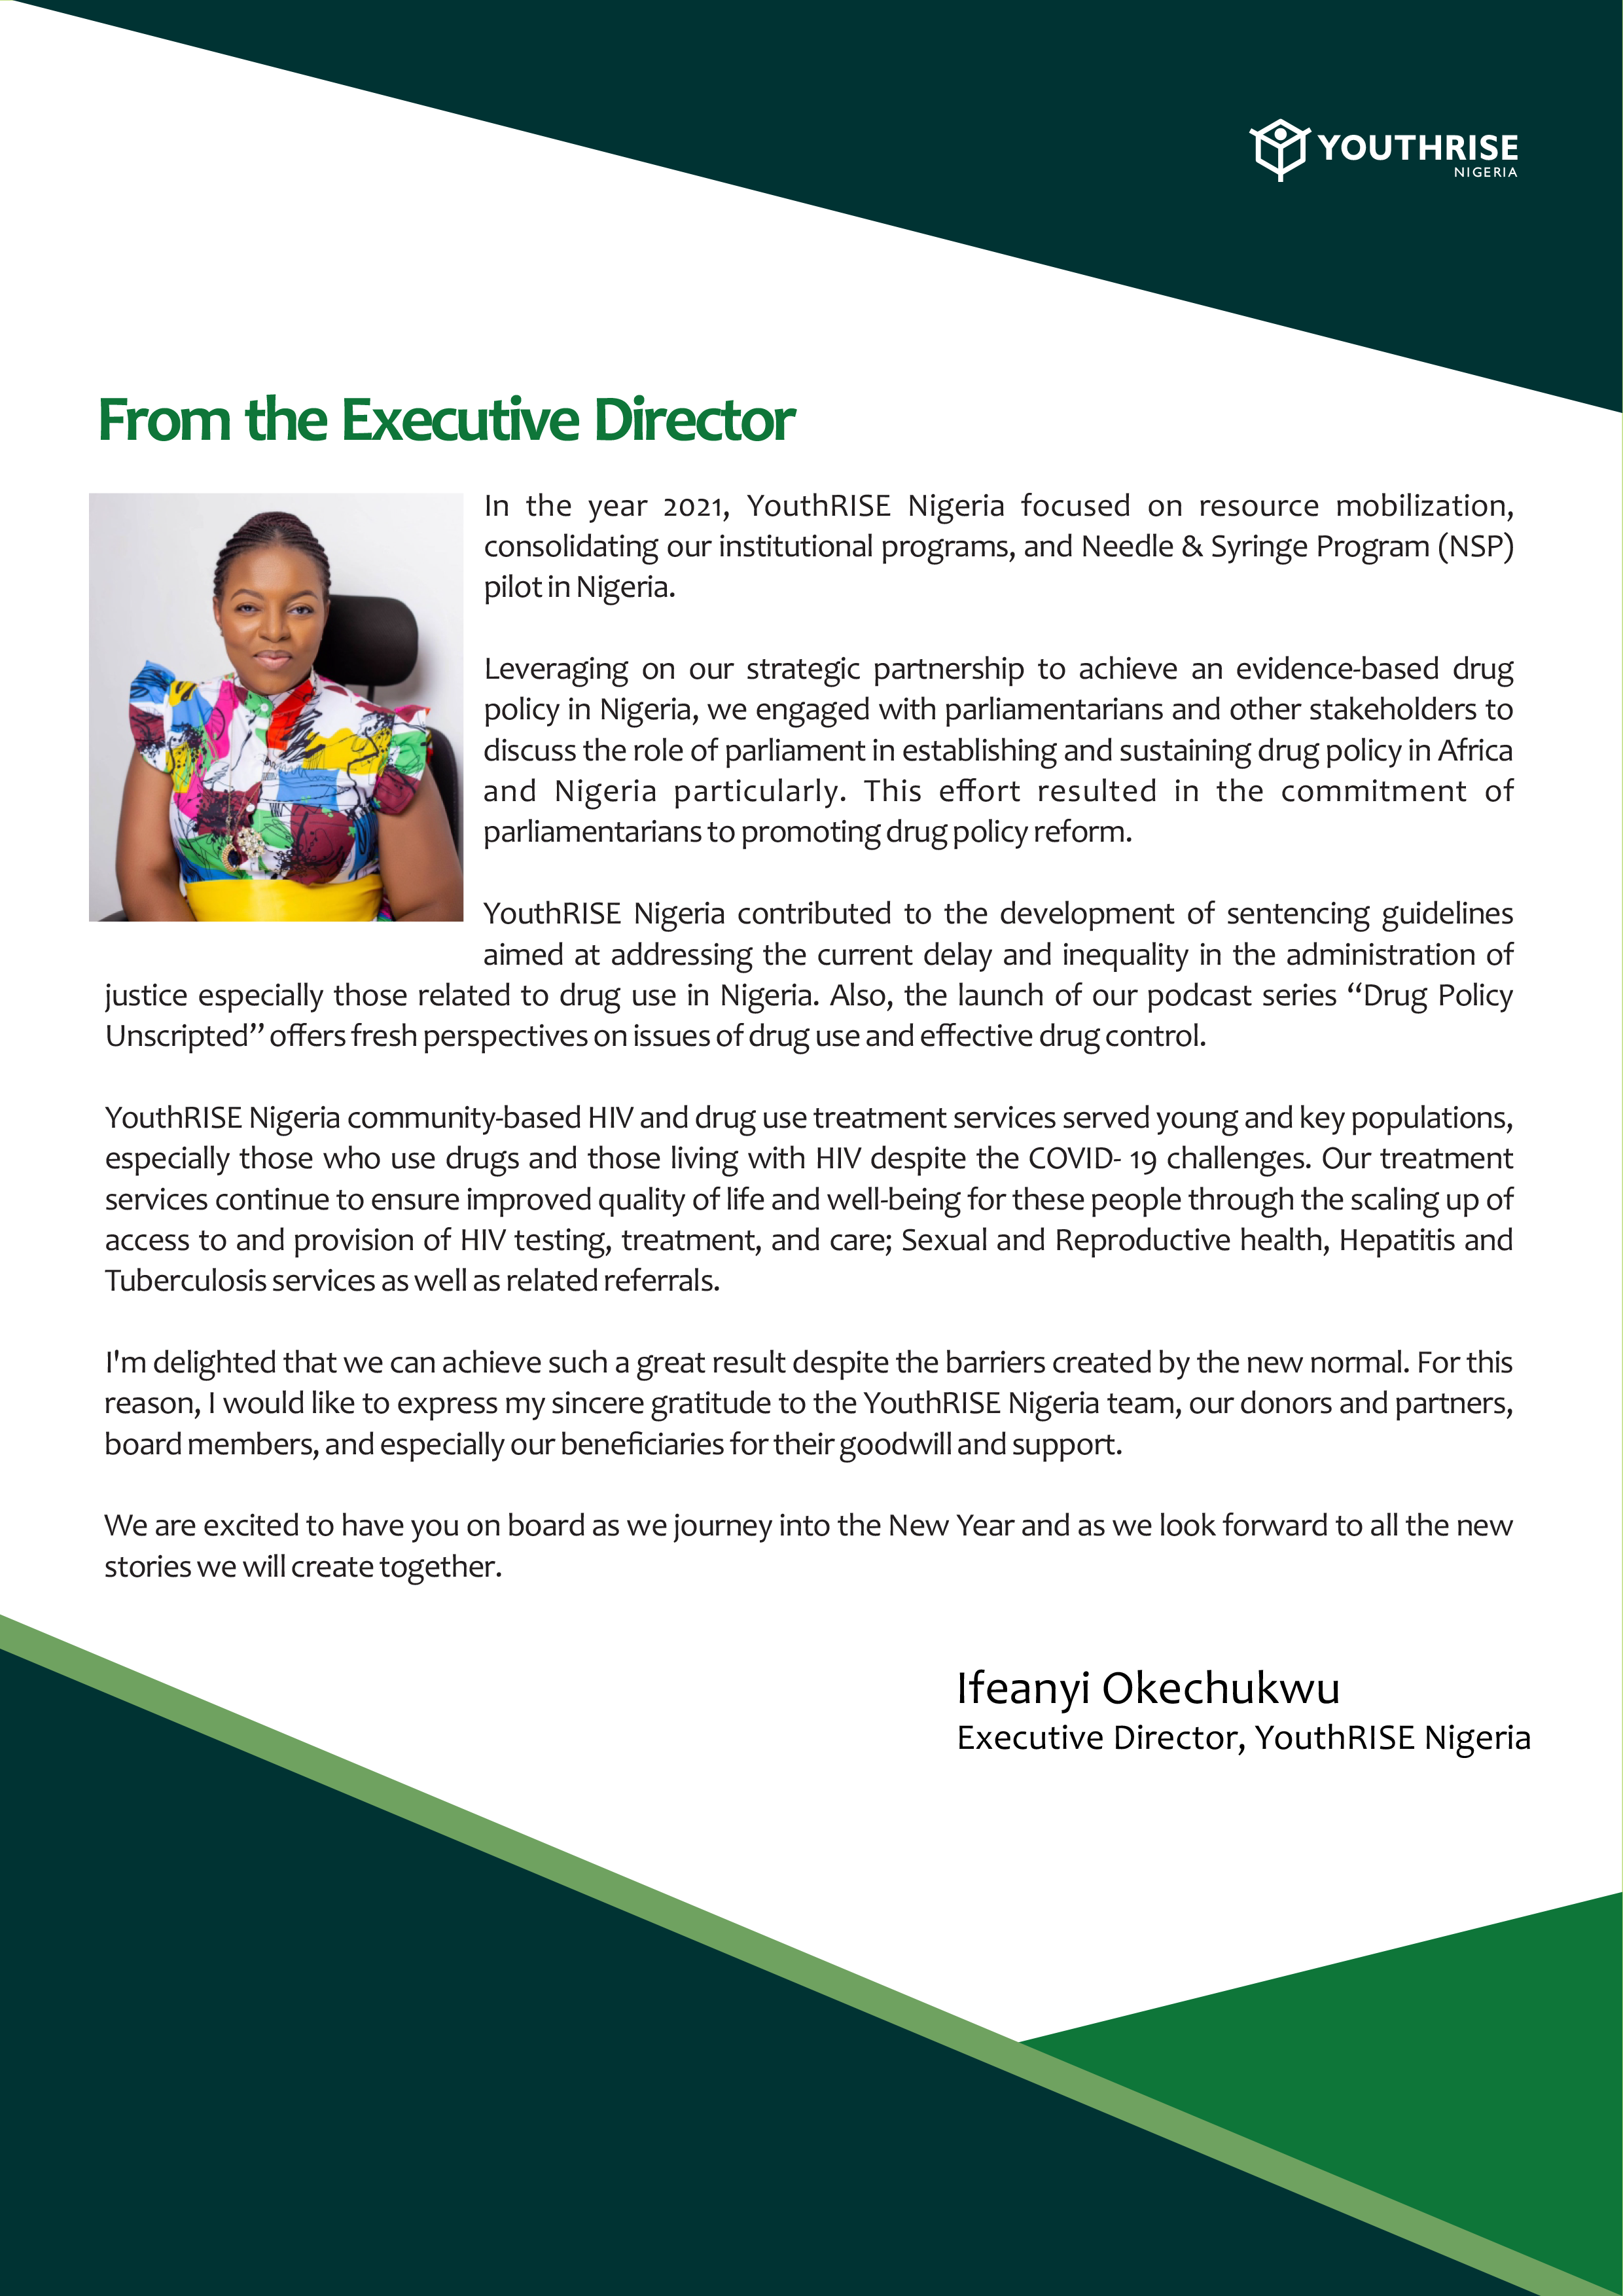 YOUTHRISE
NIGERIA
From the Executive Director
In the year 2021, YouthRISE Nigeria focused on resource mobilization,
consolidating our institutional programs, and Needle & Syringe Program (NSP)
pilot in Nigeria.
Leveraging on our strategic partnership to achieve an evidence-based drug
policy in Nigeria, we engaged with parliamentarians and other stakeholders to
discuss the role of parliament in establishing and sustaining drug policy in Africa
and Nigeria particularly. This effort resulted in the commitment of
parliamentarians to promoting drug policy reform.
YouthRISE Nigeria contributed to the development of sentencing guidelines
aimed at addressing the current delay and inequality in the administration of
justice especially those related to drug use in Nigeria. Also, the launch of our podcast series “Drug Policy
Unscripted” offers fresh perspectives on issues of drug use and effective drug control.
YouthRISE Nigeria community-based HIV and drug use treatment services served young and key populations,
especially those who use drugs and those living with HIV despite the COVID- 19 challenges. Our treatment
services continue to ensure improved quality of life and well-being for these people through the scaling up of
access to and provision of HIV testing, treatment, and care; Sexual and Reproductive health, Hepatitis and
Tuberculosis services as well as related referrals.
I'm delighted that we can achieve such a great result despite the barriers created by the new normal. For this
reason, I would like to express my sincere gratitude to the YouthRISE Nigeria team, our donors and partners,
board members, and especially our beneficiaries for their goodwill and support.
We are excited to have you on board as we journey into the New Year and as we look forward to all the new
stories we will create together.
Ifeanyi Okechukwu
Executive Director, YouthRISE Nigeria